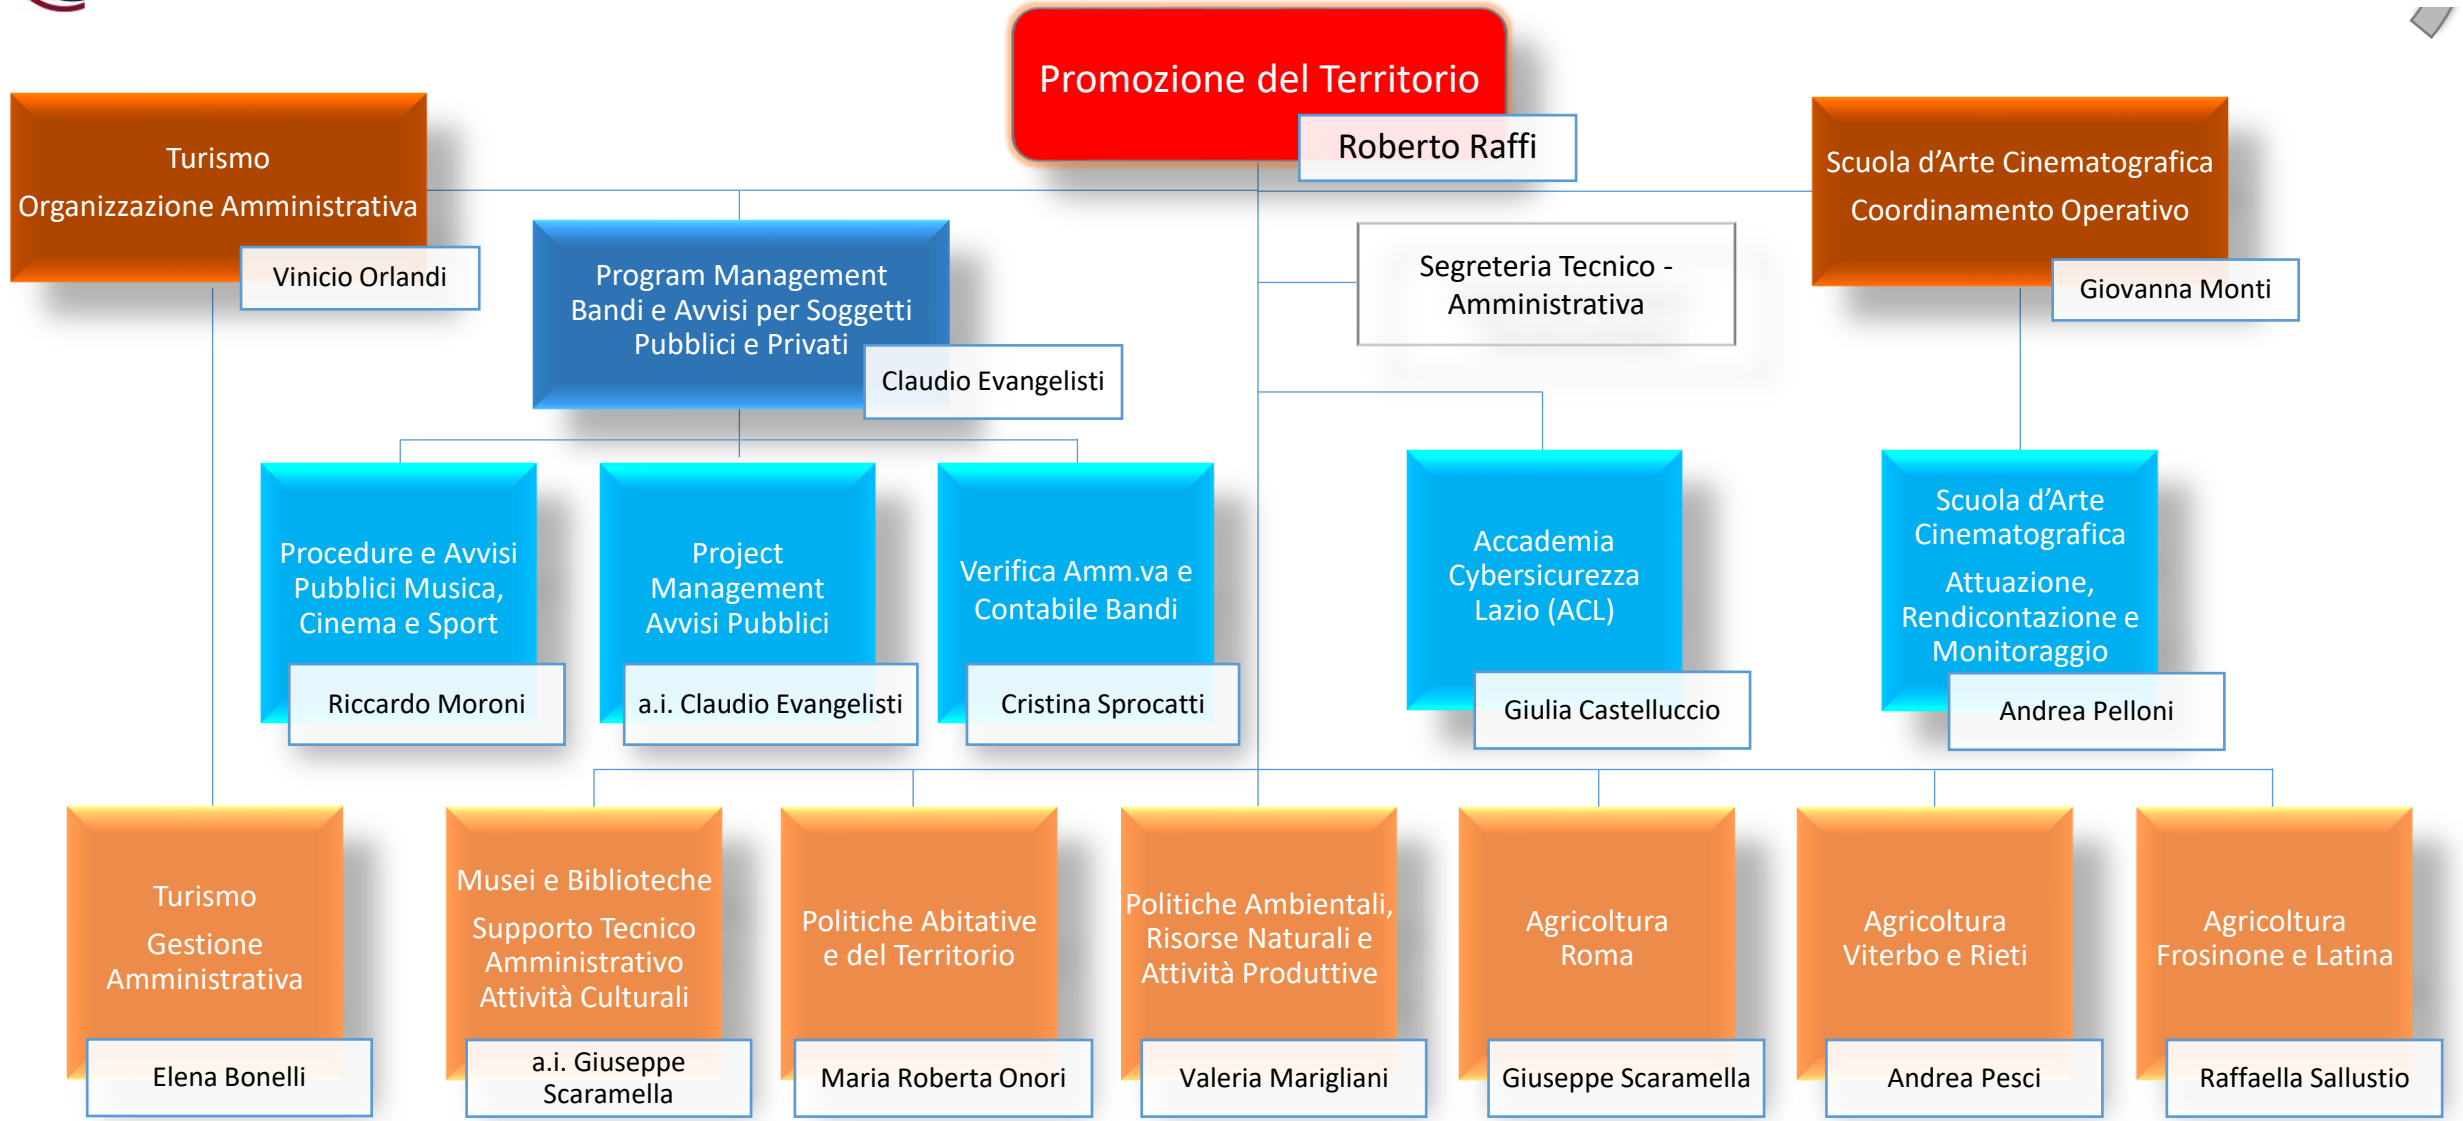 Promozione del Territorio
Roberto Raffi
Turismo
Organizzazione Amministrativa
Vinicio Orlandi
Program Management
Bandi e Avvisi per Soggetti
Pubblici e Privati
Claudio Evangelisti
Segreteria Tecnico -
Amministrativa
Scuola d’Arte Cinematografica
Coordinamento Operativo
Giovanna Monti
Procedure e Avvisi
Pubblici Musica,
Cinema e Sport
Riccardo Moroni
Project
Management
Avvisi Pubblici
a.i. Claudio Evangelisti
Verifica Amm.va e
Contabile Bandi
Cristina Sprocatti
Accademia
Cybersicurezza
Lazio (ACL)
Giulia Castelluccio
Scuola d’Arte
Cinematografica
Attuazione,
Rendicontazione e
Monitoraggio
Andrea Pelloni
Turismo
Gestione
Amministrativa
Elena Bonelli
Musei e Biblioteche
Supporto Tecnico
Amministrativo
Attività Culturali
a.i. Giuseppe
Scaramella
Politiche Abitative
e del Territorio
Maria Roberta Onori
Politiche Ambientali,
Risorse Naturali e
Attività Produttive
Valeria Marigliani
Agricoltura
Roma
Giuseppe Scaramella
Agricoltura
Viterbo e Rieti
Andrea Pesci
Agricoltura
Frosinone e Latina
Raffaella Sallustio